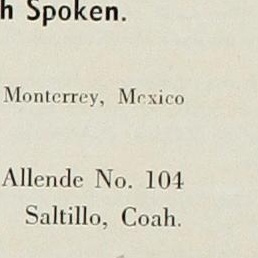 h Spoken.
Monterrey, Mexico
Allende No. 104
Saltillo, Coah.